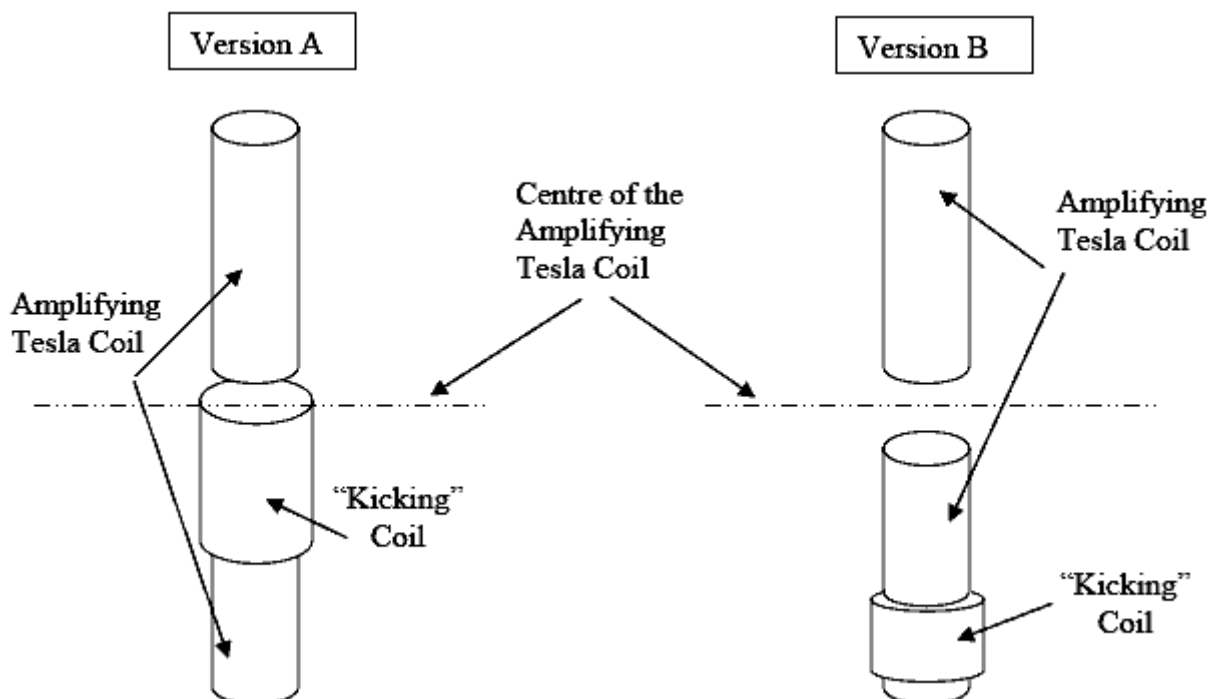 Version A
Version B
Centre of the
Amplifying
Tesla Coil
Amplifying
Tesla Coil
Amplifying
Tesla Coil
“Kicking”
Coil
“Kicking”
Coil